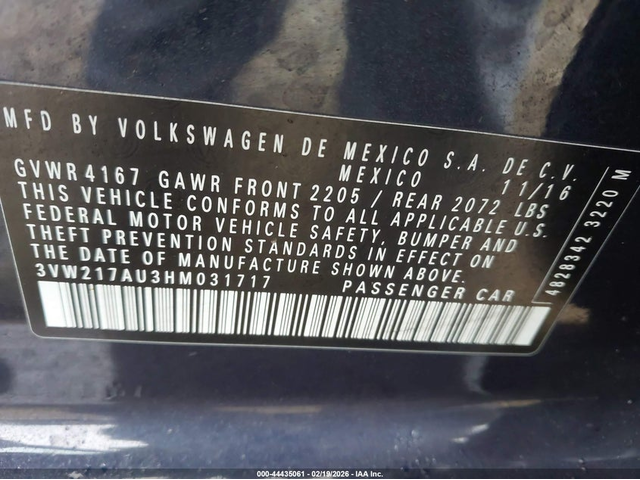 MFD BY VOLKSWAGEN DE MEXICO S.A. DE C.V.
MEXICO 11/16
GVWR 4167 GAWR FRONT 2205 / REAR 2072 LBS
THIS VEHICLE CONFORMS TO ALL APPLICABLE U.S.
FEDERAL MOTOR VEHICLE SAFETY, BUMPER AND
THEFT PREVENTION STANDARDS IN EFFECT ON
THE DATE OF MANUFACTURE SHOWN ABOVE.
3VW217AU3HM031717 PASSENGER CAR
4828342 3220 M
000-44435061 - 02/19/2026 - IAA Inc.